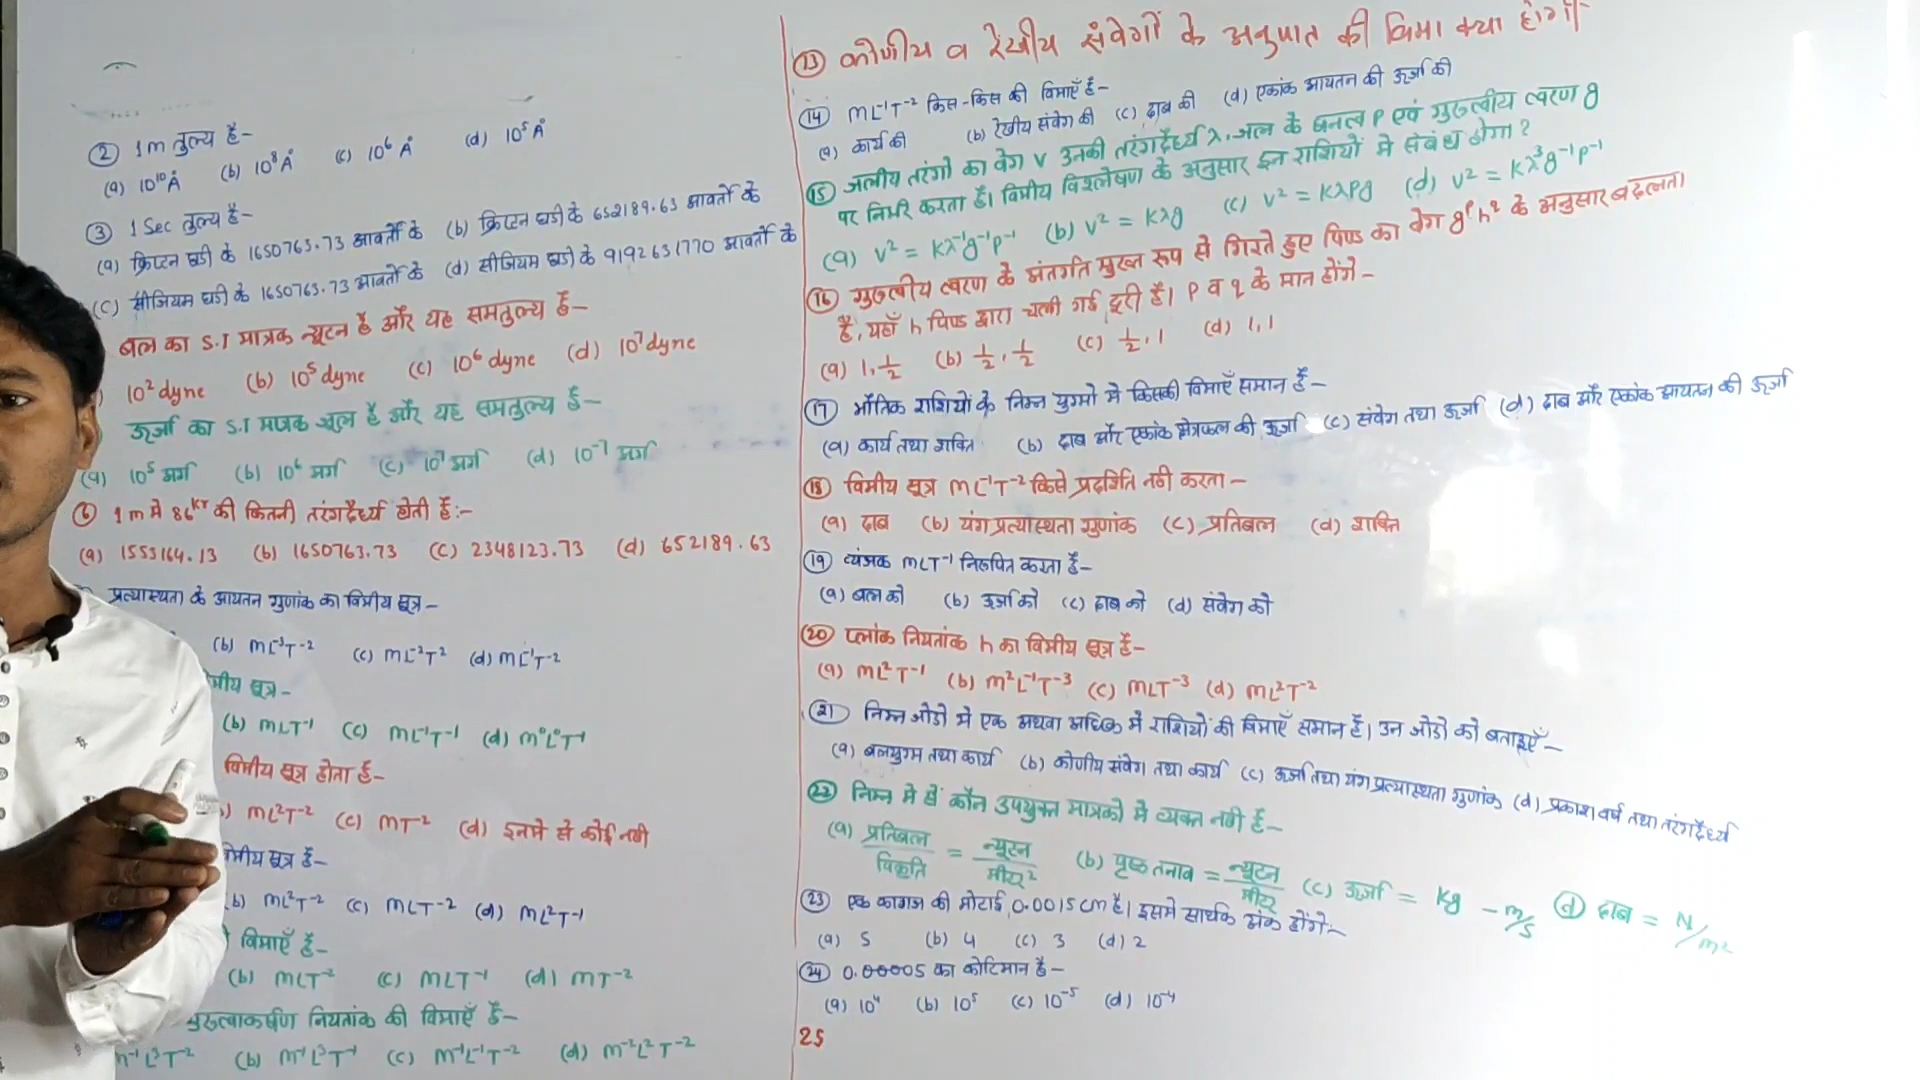 ② 1m तुल्य है-
(a) 10¹⁰Å (b) 10⁸Å (c) 10⁶Å (d) 10⁵Å
③ 1 Sec तुल्य है-
(a) क्रिप्टन घडी के 1650763.73 आवर्तो के (b) क्रिप्टन घडी के 652189.63 आवर्तो के
(c) सीजियम घडी के 1650763.73 आवर्तो के (d) सीजियम घडी के 9192631770 आवर्तो के
बल का S.I मात्रक न्यूटन है और यह समतुल्य है-
10² dyne (b) 10⁵ dyne (c) 10⁶ dyne (d) 10⁷ dyne
ऊर्जा का S.I मात्रक जूल है और यह समतुल्य है-
(a) 10⁵ अर्ग (b) 10⁶ अर्ग (c) 10⁷ अर्ग (d) 10⁻⁷ अर्ग
⑥ 1m मे 86ᴷʳ की कितनी तरंगदैर्ध्य होती है:-
(a) 1553164.13 (b) 1650763.73 (c) 2348123.73 (d) 652189.63
प्रत्यास्थता के आयतन गुणांक का विमीय सूत्र-
(b) ML⁻³T⁻² (c) ML⁻²T² (d) ML⁻¹T⁻²
मीय सूत्र-
(b) MLT⁻¹ (c) ML⁻¹T⁻¹ (d) M⁰L⁰T⁻¹
विमीय सूत्र होता है-
) ML²T⁻² (c) MT⁻² (d) इनमे से कोई नही
मीय सूत्र है-
(b) ML²T⁻² (c) MLT⁻² (d) ML²T⁻¹
विमाएँ है-
(b) MLT⁻² (c) MLT⁻¹ (d) MT⁻²
गुरुत्वाकर्षण नियतांक की विमाएँ है-
M⁻¹L³T⁻² (b) M⁻¹L³T⁻¹ (c) M⁻¹L⁻¹T⁻² (d) M⁻²L²T⁻²
⑬ कोणीय व रेखीय संवेगों के अनुपात की विमा क्या होगी
⑭ ML⁻¹T⁻² किस-किस की विमाएँ है-
(a) कार्य की (b) रेखीय संवेग की (c) दाब की (d) एकांक आयतन की ऊर्जा की
⑮ जलीय तरंगो का वेग V उनकी तरंगदैर्ध्य λ, जल के घनत्व P एवं गुरुत्वीय त्वरण g
पर निर्भर करता है। विमीय विश्लेषण के अनुसार इन राशियों मे संबंध होगा?
(a) V² = Kλ⁻¹g⁻¹P⁻¹ (b) V² = Kλg (c) V² = KλPg (d) V² = Kλ³g⁻¹P⁻¹
⑯ गुरुत्वीय त्वरण के अंतर्गत मुक्त रूप से गिरते हुए पिण्ड का वेग gᵖh^q के अनुसार बदलता
है, यहाँ h पिण्ड द्वारा चली गई दूरी है। P व q के मान होंगे-
(a) 1, ½ (b) ½, ½ (c) ½, 1 (d) 1, 1
⑰ भौतिक राशियों के निम्न युग्मो मे किसकी विमाएँ समान है-
(a) कार्य तथा शक्ति (b) दाब और एकांक क्षेत्रफल की ऊर्जा (c) संवेग तथा ऊर्जा (d) दाब और एकांक आयतन की ऊर्जा
⑱ विमीय सूत्र ML⁻¹T⁻² किसे प्रदर्शित नही करता-
(a) दाब (b) यंग प्रत्यास्थता गुणांक (c) प्रतिबल (d) शक्ति
⑲ व्यंजक MLT⁻¹ निरूपित करता है-
(a) बल को (b) ऊर्जा को (c) दाब को (d) संवेग को
⑳ प्लांक नियतांक h का विमीय सूत्र है-
(a) ML²T⁻¹ (b) M²L⁻¹T⁻³ (c) MLT⁻³ (d) ML²T⁻²
㉑ निम्न जोडो मे एक अथवा अधिक मे राशियों की विमाएँ समान है। उन जोडो को बताइएँ-
(a) बलयुग्म तथा कार्य (b) कोणीय संवेग तथा कार्य (c) ऊर्जा तथा यंग प्रत्यास्थता गुणांक (d) प्रकाश वर्ष तथा तरंगदैर्ध्य
㉒ निम्न मे से कौन उपयुक्त मात्रको मे व्यक्त नही है-
(a) प्रतिबल/विकृति = न्यूटन/मीटर² (b) पृष्ठ तनाव = न्यूटन/मीटर (c) ऊर्जा = Kg - m/s (d) दाब = N/m²
㉓ एक कागज की मोटाई 0.0015 cm है। इसमे सार्थक अंक होंगे:-
(a) 5 (b) 4 (c) 3 (d) 2
㉔ 0.00005 का कोटिमान है-
(a) 10⁴ (b) 10⁵ (c) 10⁻⁵ (d) 10⁻⁴
25